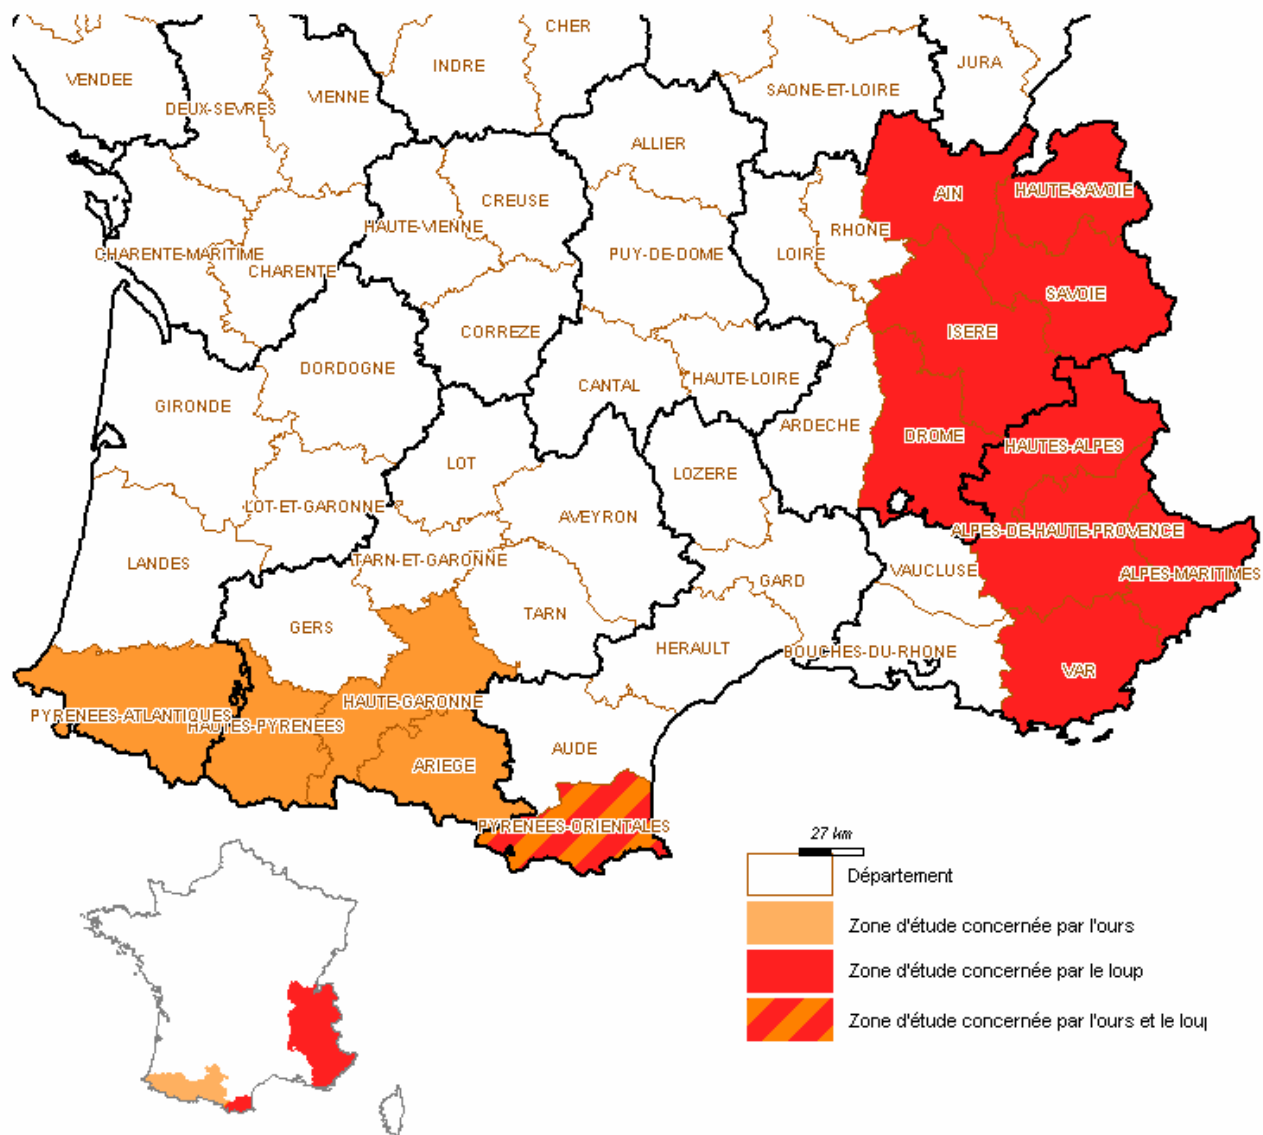 CHER
VENDEE
DEUX-SEVRES
VIENNE
INDRE
SAONE-ET-LOIRE
JURA
ALLIER
CREUSE
HAUTE-VIENNE
AIN
HAUTE-SAVOIE
CHARENTE-MARITIME
CHARENTE
PUY-DE-DOME
LOIRE
RHONE
SAVOIE
CORREZE
ISERE
DORDOGNE
CANTAL
HAUTE-LOIRE
GIRONDE
ARDECHE
DROME
HAUTES-ALPES
LOT
LOZERE
LOT-ET-GARONNE
AVEYRON
ALPES-DE-HAUTE-PROVENCE
LANDES
TARN-ET-GARONNE
VAUCLUSE
ALPES-MARITIMES
GARD
GERS
TARN
HERAULT
BOUCHES-DU-RHONE
VAR
HAUTE-GARONNE
PYRENEES-ATLANTIQUES
HAUTES-PYRENEES
AUDE
ARIEGE
PYRENEES-ORIENTALES
27 km
Département
Zone d'étude concernée par l'ours
Zone d'étude concernée par le loup
Zone d'étude concernée par l'ours et le lou